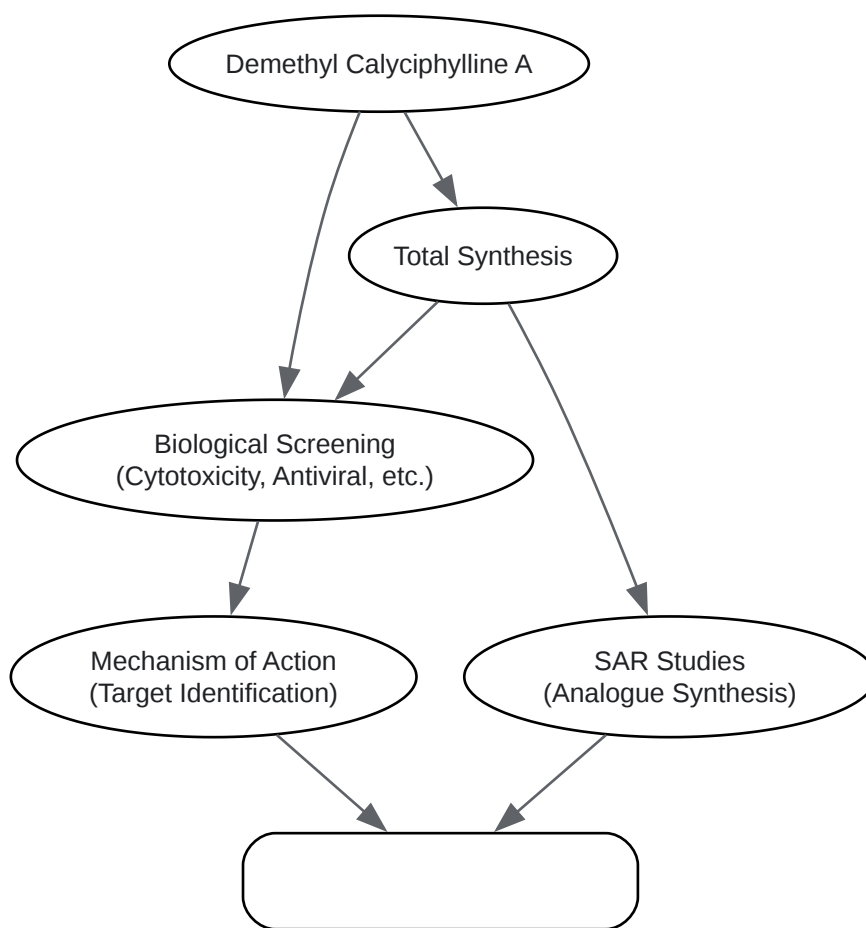 Demethyl Calyciphylline A
Total Synthesis
Biological Screening
(Cytotoxicity, Antiviral, etc.)
Mechanism of Action
(Target Identification)
SAR Studies
(Analogue Synthesis)